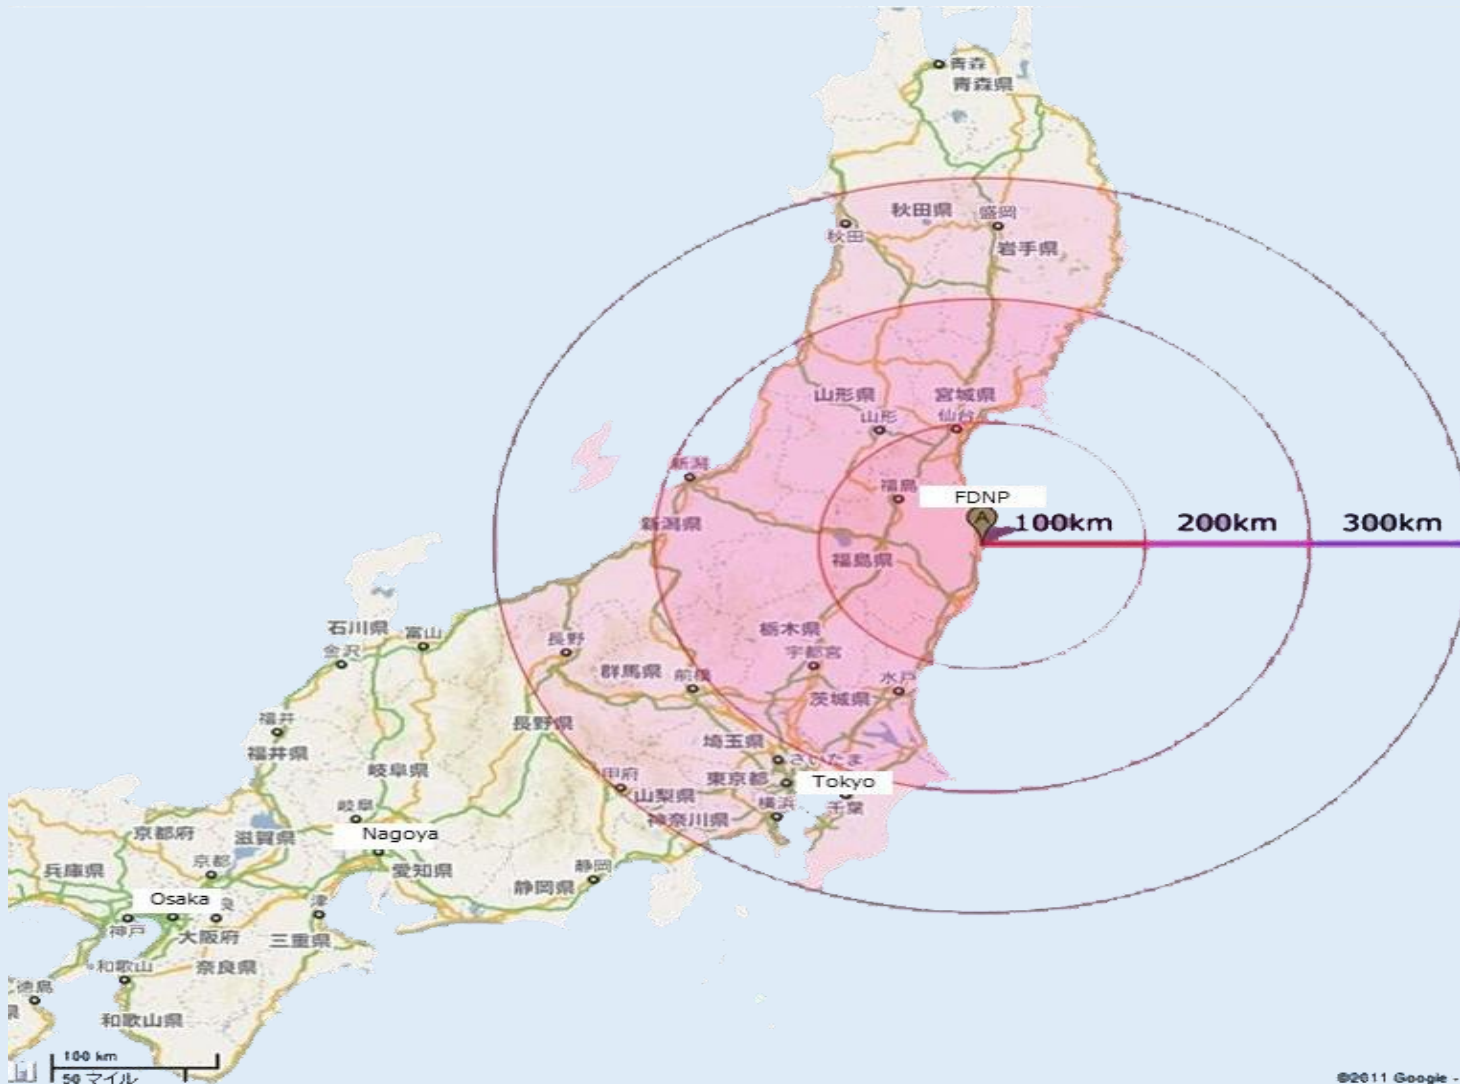 青森
青森県
秋田県
盛岡
秋田
岩手県
山形県
宮城県
山形
仙台
新潟
福島
FDNP
A
100km
200km
300km
新潟県
福島県
石川県
富山
金沢
長野
栃木県
宇都宮
群馬県
前橋
水戸
茨城県
福井
長野県
福井県
埼玉県
さいたま
岐阜県
甲府
東京都
Tokyo
山梨県
横浜
千葉
岐阜
神奈川県
京都府
滋賀県
Nagoya
京都
兵庫県
愛知県
静岡
静岡県
Osaka
良
津
神戸
大阪府
三重県
和歌山
奈良県
徳島
県
和歌山県
100 km
50 マイル
©2011 Google -